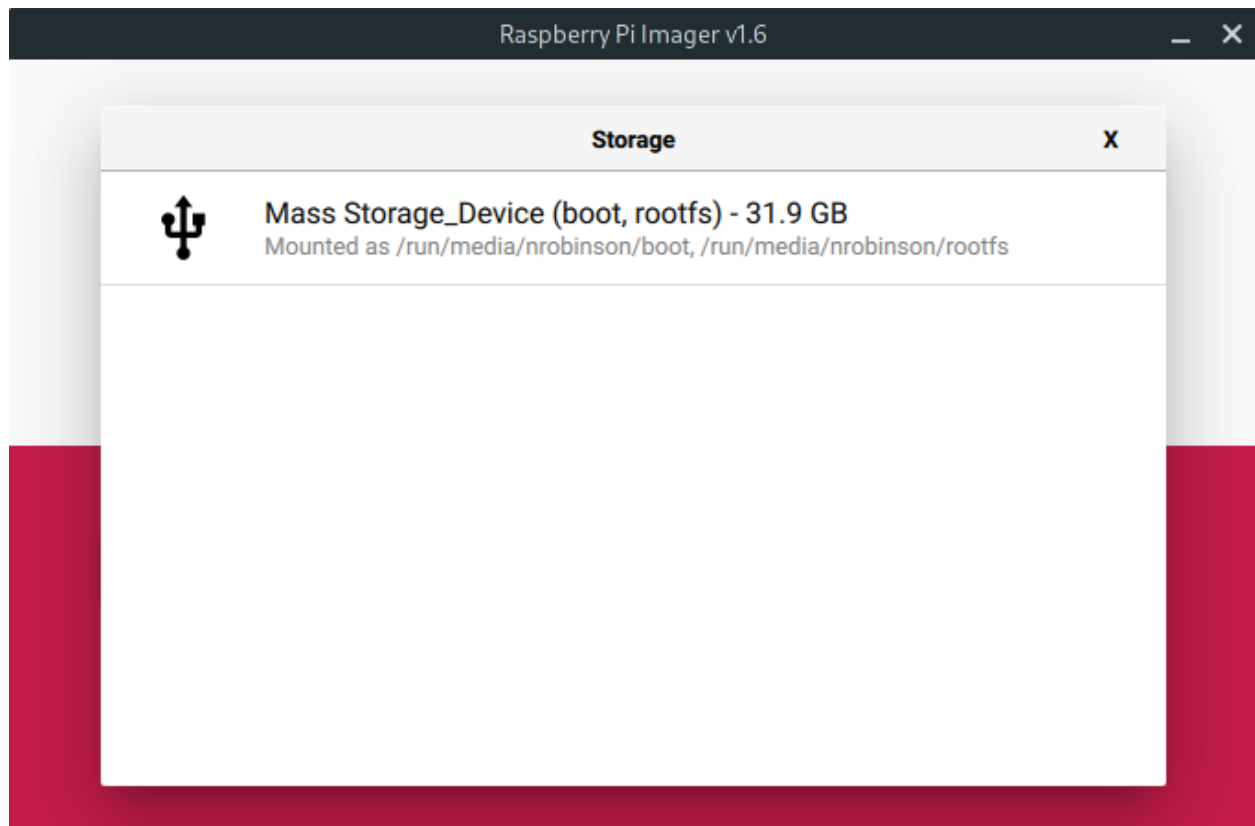 Raspberry Pi Imager v1.6
Storage X
Mass Storage_Device (boot, rootfs) - 31.9 GB
Mounted as /run/media/nrobinson/boot, /run/media/nrobinson/rootfs